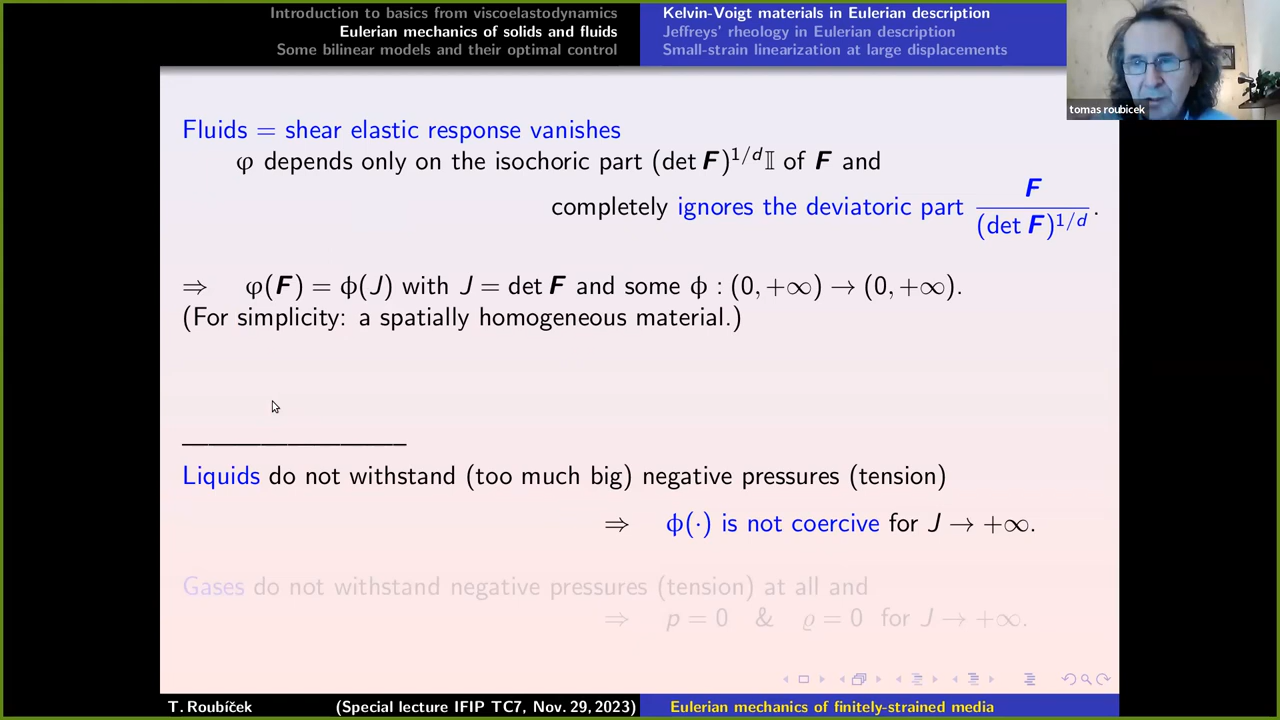 Introduction to basics from viscoelastodynamics
Eulerian mechanics of solids and fluids
Some bilinear models and their optimal control
Kelvin-Voigt materials in Eulerian description
Jeffreys' rheology in Eulerian description
Small-strain linearization at large displacements
tomas roubicek
Fluids = shear elastic response vanishes
φ depends only on the isochoric part (det F)^{1/d}𝕀 of F and
completely ignores the deviatoric part F/(det F)^{1/d}.
⇒ φ(F) = ϕ(J) with J = det F and some ϕ : (0, +∞) → (0, +∞).
(For simplicity: a spatially homogeneous material.)
Liquids do not withstand (too much big) negative pressures (tension)
⇒ ϕ(·) is not coercive for J → +∞.
Gases do not withstand negative pressures (tension) at all and
⇒ p = 0 & ϱ = 0 for J → +∞.
T. Roubíček
(Special lecture IFIP TC7, Nov. 29, 2023)
Eulerian mechanics of finitely-strained media